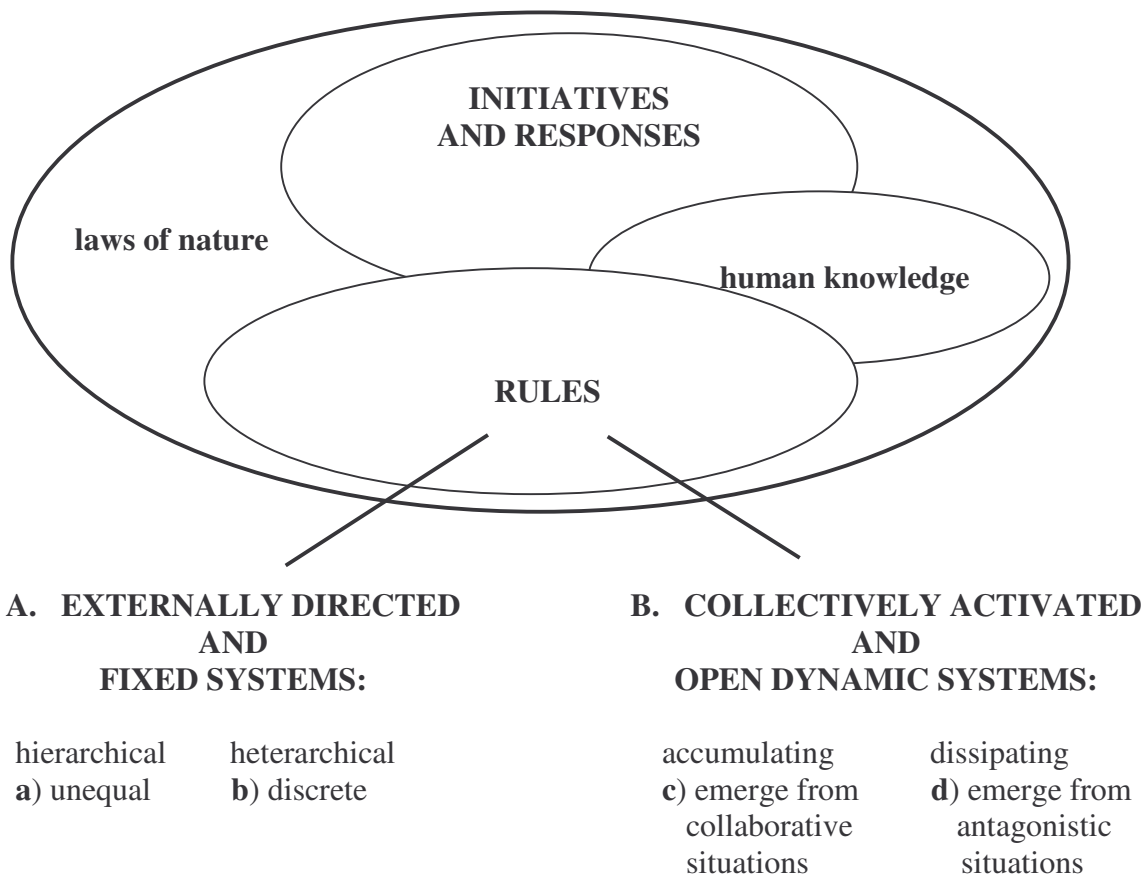 INITIATIVES
AND RESPONSES
laws of nature
human knowledge
RULES
A. EXTERNALLY DIRECTED
AND
FIXED SYSTEMS:
hierarchical
a) unequal
heterarchical
b) discrete
B. COLLECTIVELY ACTIVATED
AND
OPEN DYNAMIC SYSTEMS:
accumulating
c) emerge from
collaborative
situations
dissipating
d) emerge from
antagonistic
situations